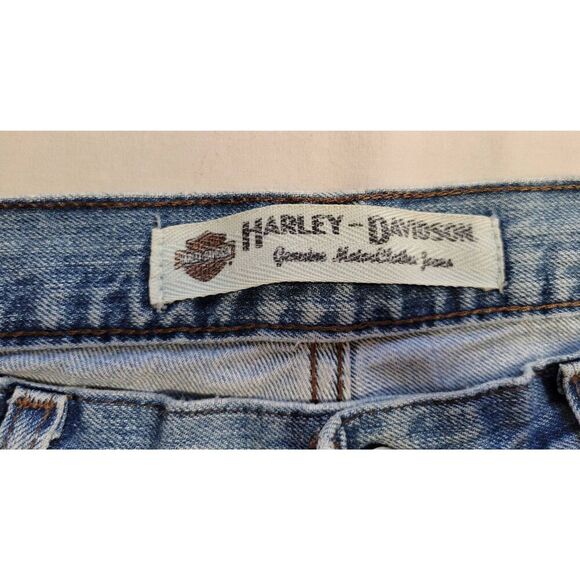 HARLEY-DAVIDSON
Genuine MotorClothes Jeans